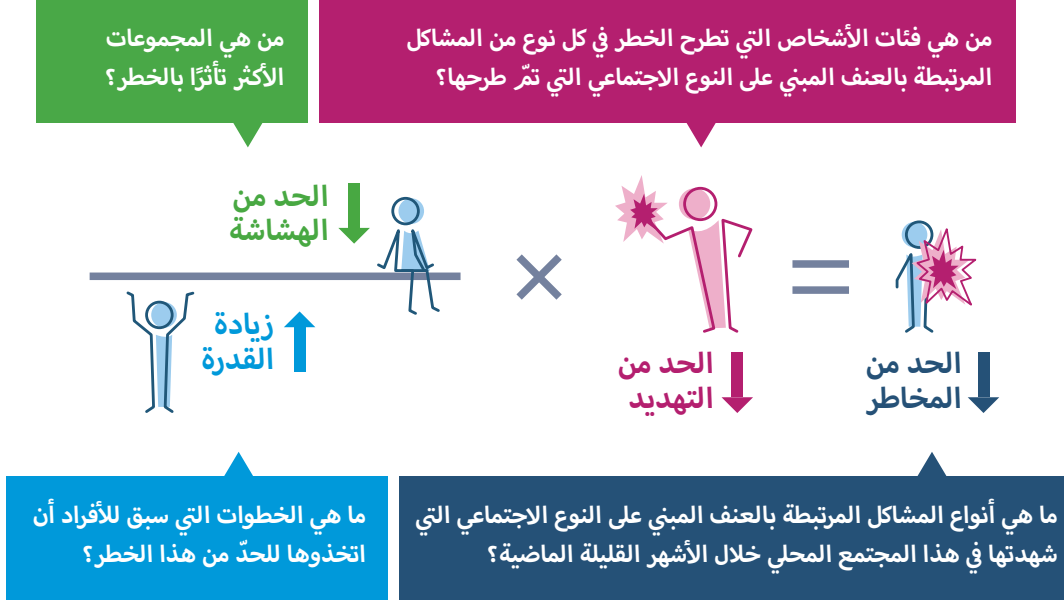 من هي فئات الأشخاص التي تطرح الخطر في كل نوع من المشاكل
المرتبطة بالعنف المبني على النوع الاجتماعي التي تمّ طرحها؟
من هي المجموعات
الأكثر تأثرًا بالخطر؟
الحد من
الهشاشة
زيادة
القدرة
الحد من
التهديد
الحد من
المخاطر
ما هي أنواع المشاكل المرتبطة بالعنف المبني على النوع الاجتماعي التي
شهدتها في هذا المجتمع المحلي خلال الأشهر القليلة الماضية؟
ما هي الخطوات التي سبق للأفراد أن
اتخذوها للحدّ من هذا الخطر؟